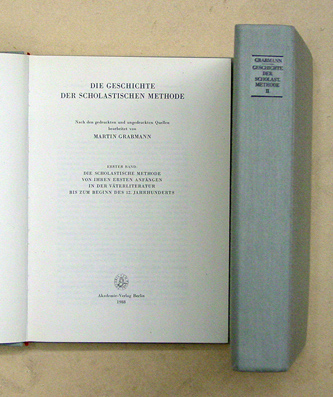 DIE GESCHICHTE
DER SCHOLASTISCHEN METHODE
Nach den gedruckten und ungedruckten Quellen
bearbeitet von
MARTIN GRABMANN
ERSTER BAND:
DIE SCHOLASTISCHE METHODE
VON IHREN ERSTEN ANFÄNGEN
IN DER VÄTERLITERATUR
BIS ZUM BEGINN DES 12. JAHRHUNDERTS
Akademie-Verlag Berlin
1988
GRABMANN
GESCHICHTE
DER
SCHOLAST.
METHODE
II